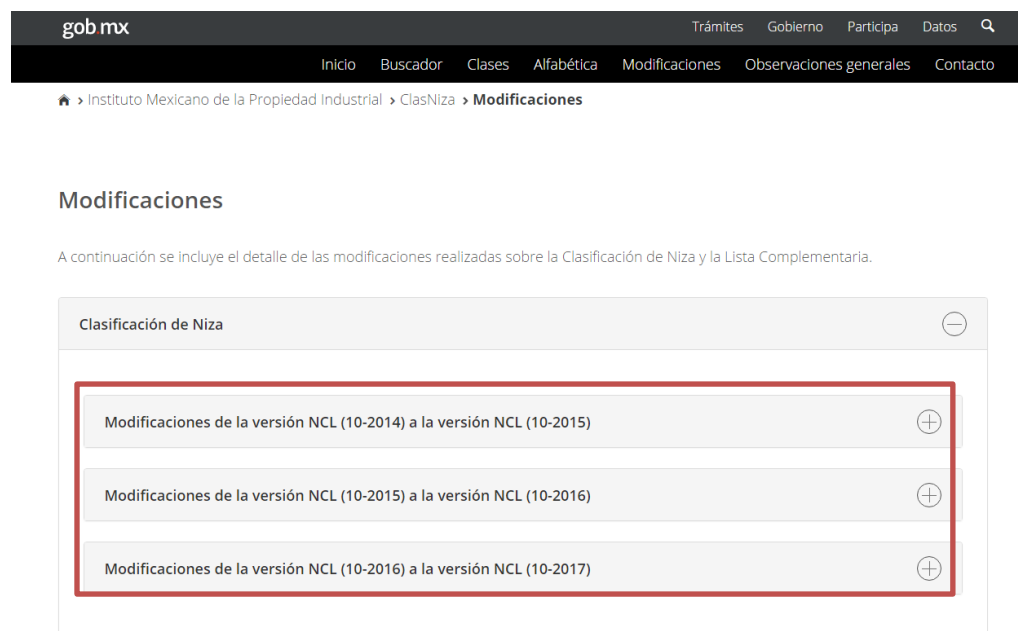 gob.mx Trámites Gobierno Participa Datos
Inicio Buscador Clases Alfabética Modificaciones Observaciones generales Contacto
> Instituto Mexicano de la Propiedad Industrial > ClasNiza > Modificaciones
Modificaciones
A continuación se incluye el detalle de las modificaciones realizadas sobre la Clasificación de Niza y la Lista Complementaria.
Clasificación de Niza
Modificaciones de la versión NCL (10-2014) a la versión NCL (10-2015)
Modificaciones de la versión NCL (10-2015) a la versión NCL (10-2016)
Modificaciones de la versión NCL (10-2016) a la versión NCL (10-2017)